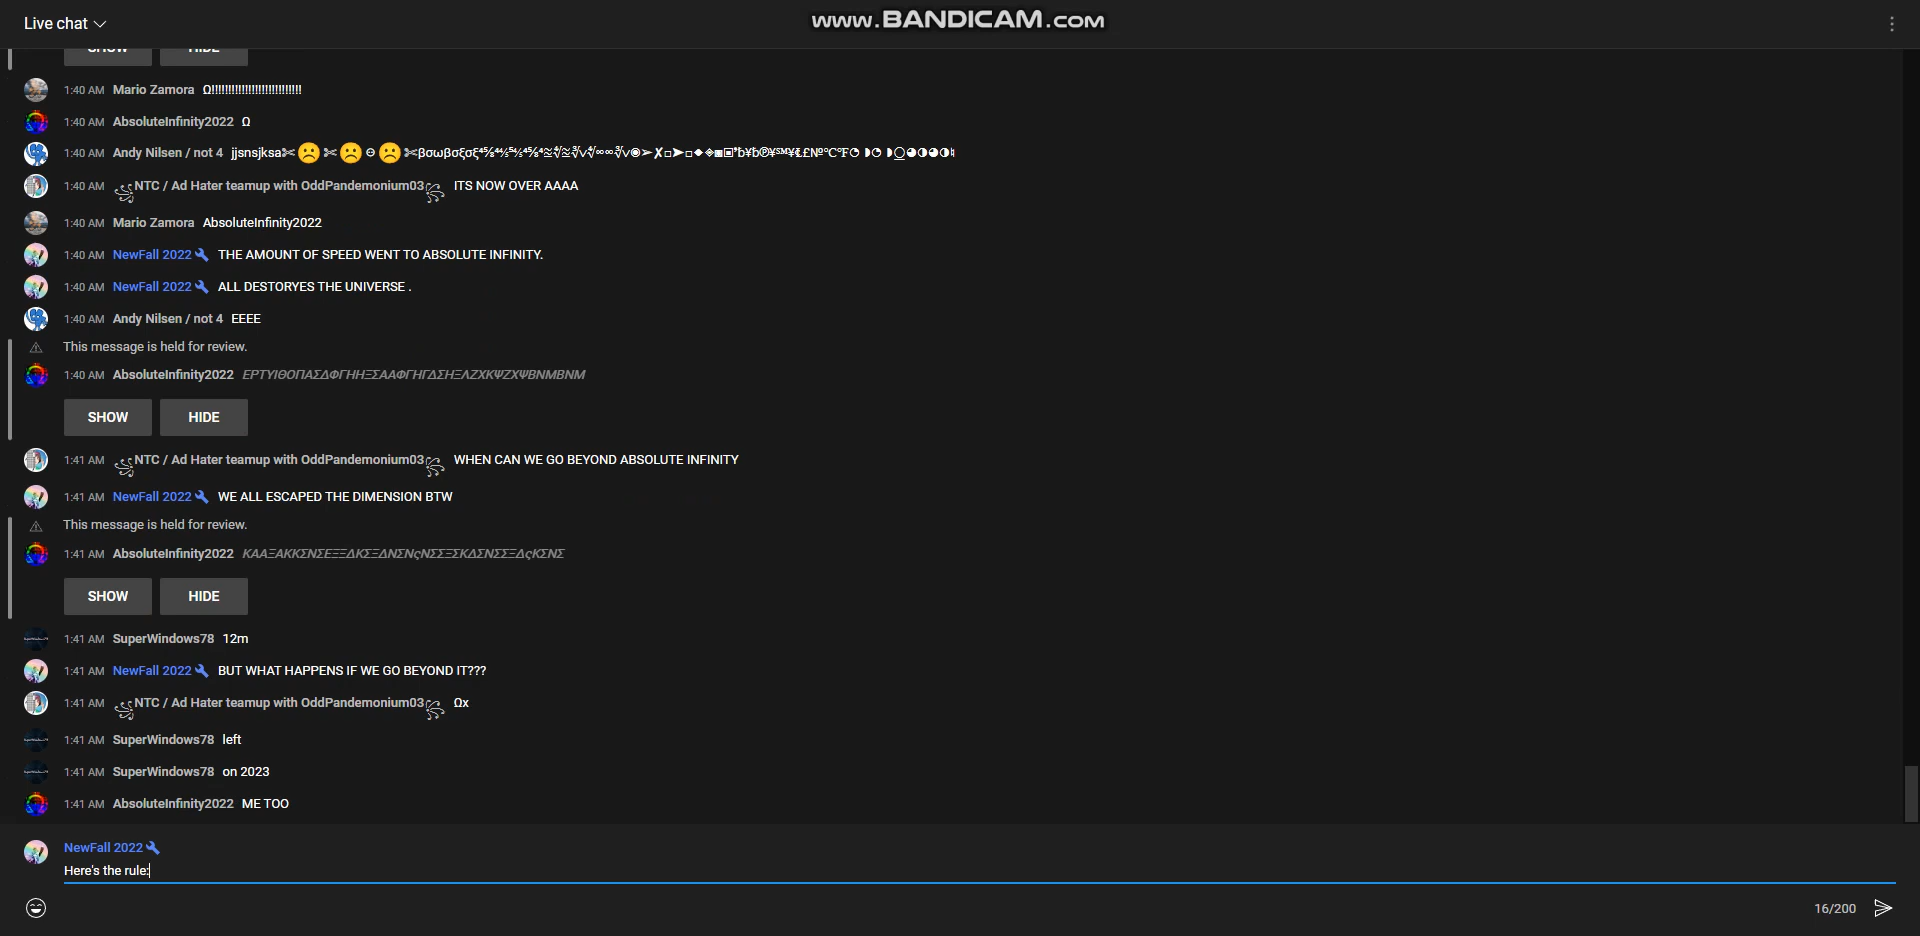 Live chat
www.BANDICAM.com
SHOW HIDE
1:40 AM Mario Zamora Ω!!!!!!!!!!!!!!!!!!!!!!!!!!!
1:40 AM AbsoluteInfinity2022 Ω
1:40 AM Andy Nilsen / not 4
1:40 AM NTC / Ad Hater teamup with OddPandemonium03 ITS NOW OVER AAAA
1:40 AM Mario Zamora AbsoluteInfinity2022
1:40 AM NewFall 2022 THE AMOUNT OF SPEED WENT TO ABSOLUTE INFINITY.
1:40 AM NewFall 2022 ALL DESTORYES THE UNIVERSE .
1:40 AM Andy Nilsen / not 4 EEEE
This message is held for review.
1:40 AM AbsoluteInfinity2022 ΕΡΤΥΙΘΟΠΑΣΔΦΓΗΗΞΣΑΑΦΓΗΓΔΣΗΞΛΖΧΚΨΖΧΨΒΝΜΒΝΜ
SHOW HIDE
1:41 AM NTC / Ad Hater teamup with OddPandemonium03 WHEN CAN WE GO BEYOND ABSOLUTE INFINITY
1:41 AM NewFall 2022 WE ALL ESCAPED THE DIMENSION BTW
This message is held for review.
1:41 AM AbsoluteInfinity2022 ΚΑΑΞΑΚΚΣΝΣΕΞΞΔΚΣΞΔΝΣΝςΝΣΣΞΣΚΔΣΝΣΣΞΔςΚΣΝΣ
SHOW HIDE
1:41 AM SuperWindows78 12m
1:41 AM NewFall 2022 BUT WHAT HAPPENS IF WE GO BEYOND IT???
1:41 AM NTC / Ad Hater teamup with OddPandemonium03 Ωx
1:41 AM SuperWindows78 left
1:41 AM SuperWindows78 on 2023
1:41 AM AbsoluteInfinity2022 ME TOO
NewFall 2022
Here's the rule:
16/200